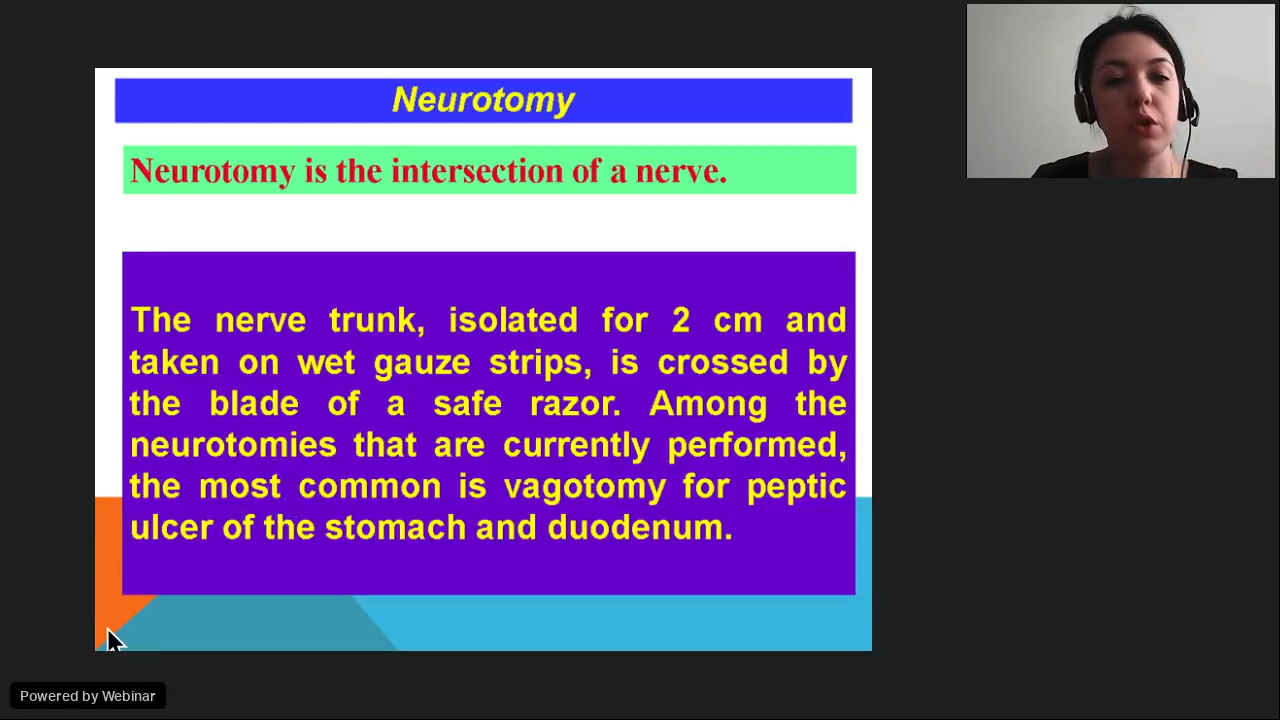 Neurotomy
Neurotomy is the intersection of a nerve.
The nerve trunk, isolated for 2 cm and
taken on wet gauze strips, is crossed by
the blade of a safe razor. Among the
neurotomies that are currently performed,
the most common is vagotomy for peptic
ulcer of the stomach and duodenum.
Powered by Webinar